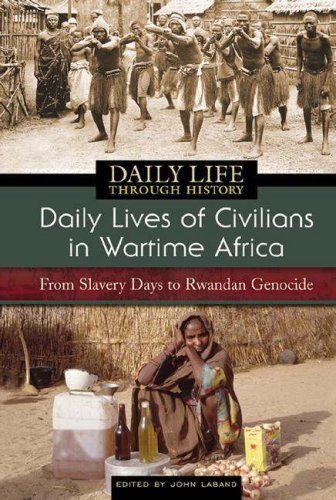 DAILY LIFE
THROUGH HISTORY
Daily Lives of Civilians
in Wartime Africa
From Slavery Days to Rwandan Genocide
EDITED BY JOHN LABAND